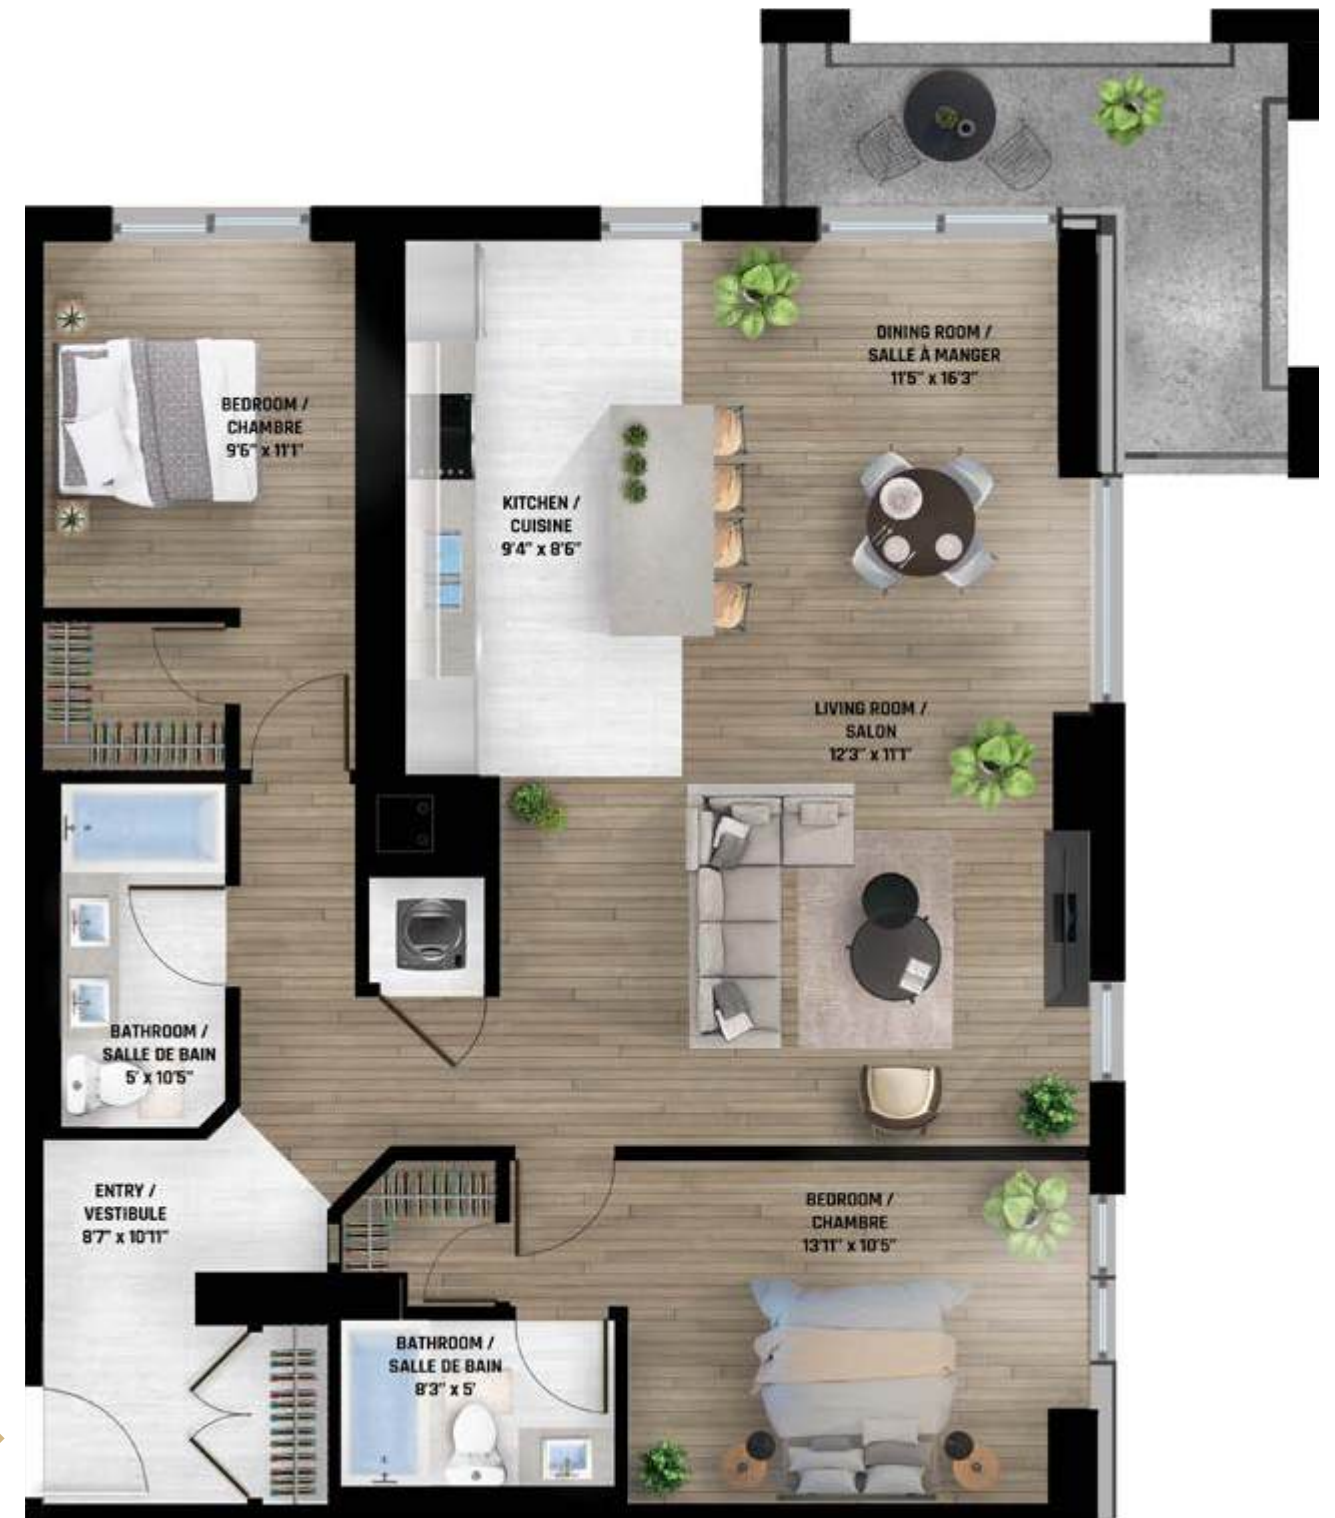 DINING ROOM /
SALLE À MANGER
11'5" x 16'3"
BEDROOM /
CHAMBRE
9'6" x 11'1"
KITCHEN /
CUISINE
9'4" x 8'6"
LIVING ROOM /
SALON
12'3" x 11'1"
BATHROOM /
SALLE DE BAIN
5' x 10'5"
ENTRY /
VESTIBULE
8'7" x 10'11"
BEDROOM /
CHAMBRE
13'11" x 10'5"
BATHROOM /
SALLE DE BAIN
8'3" x 5'